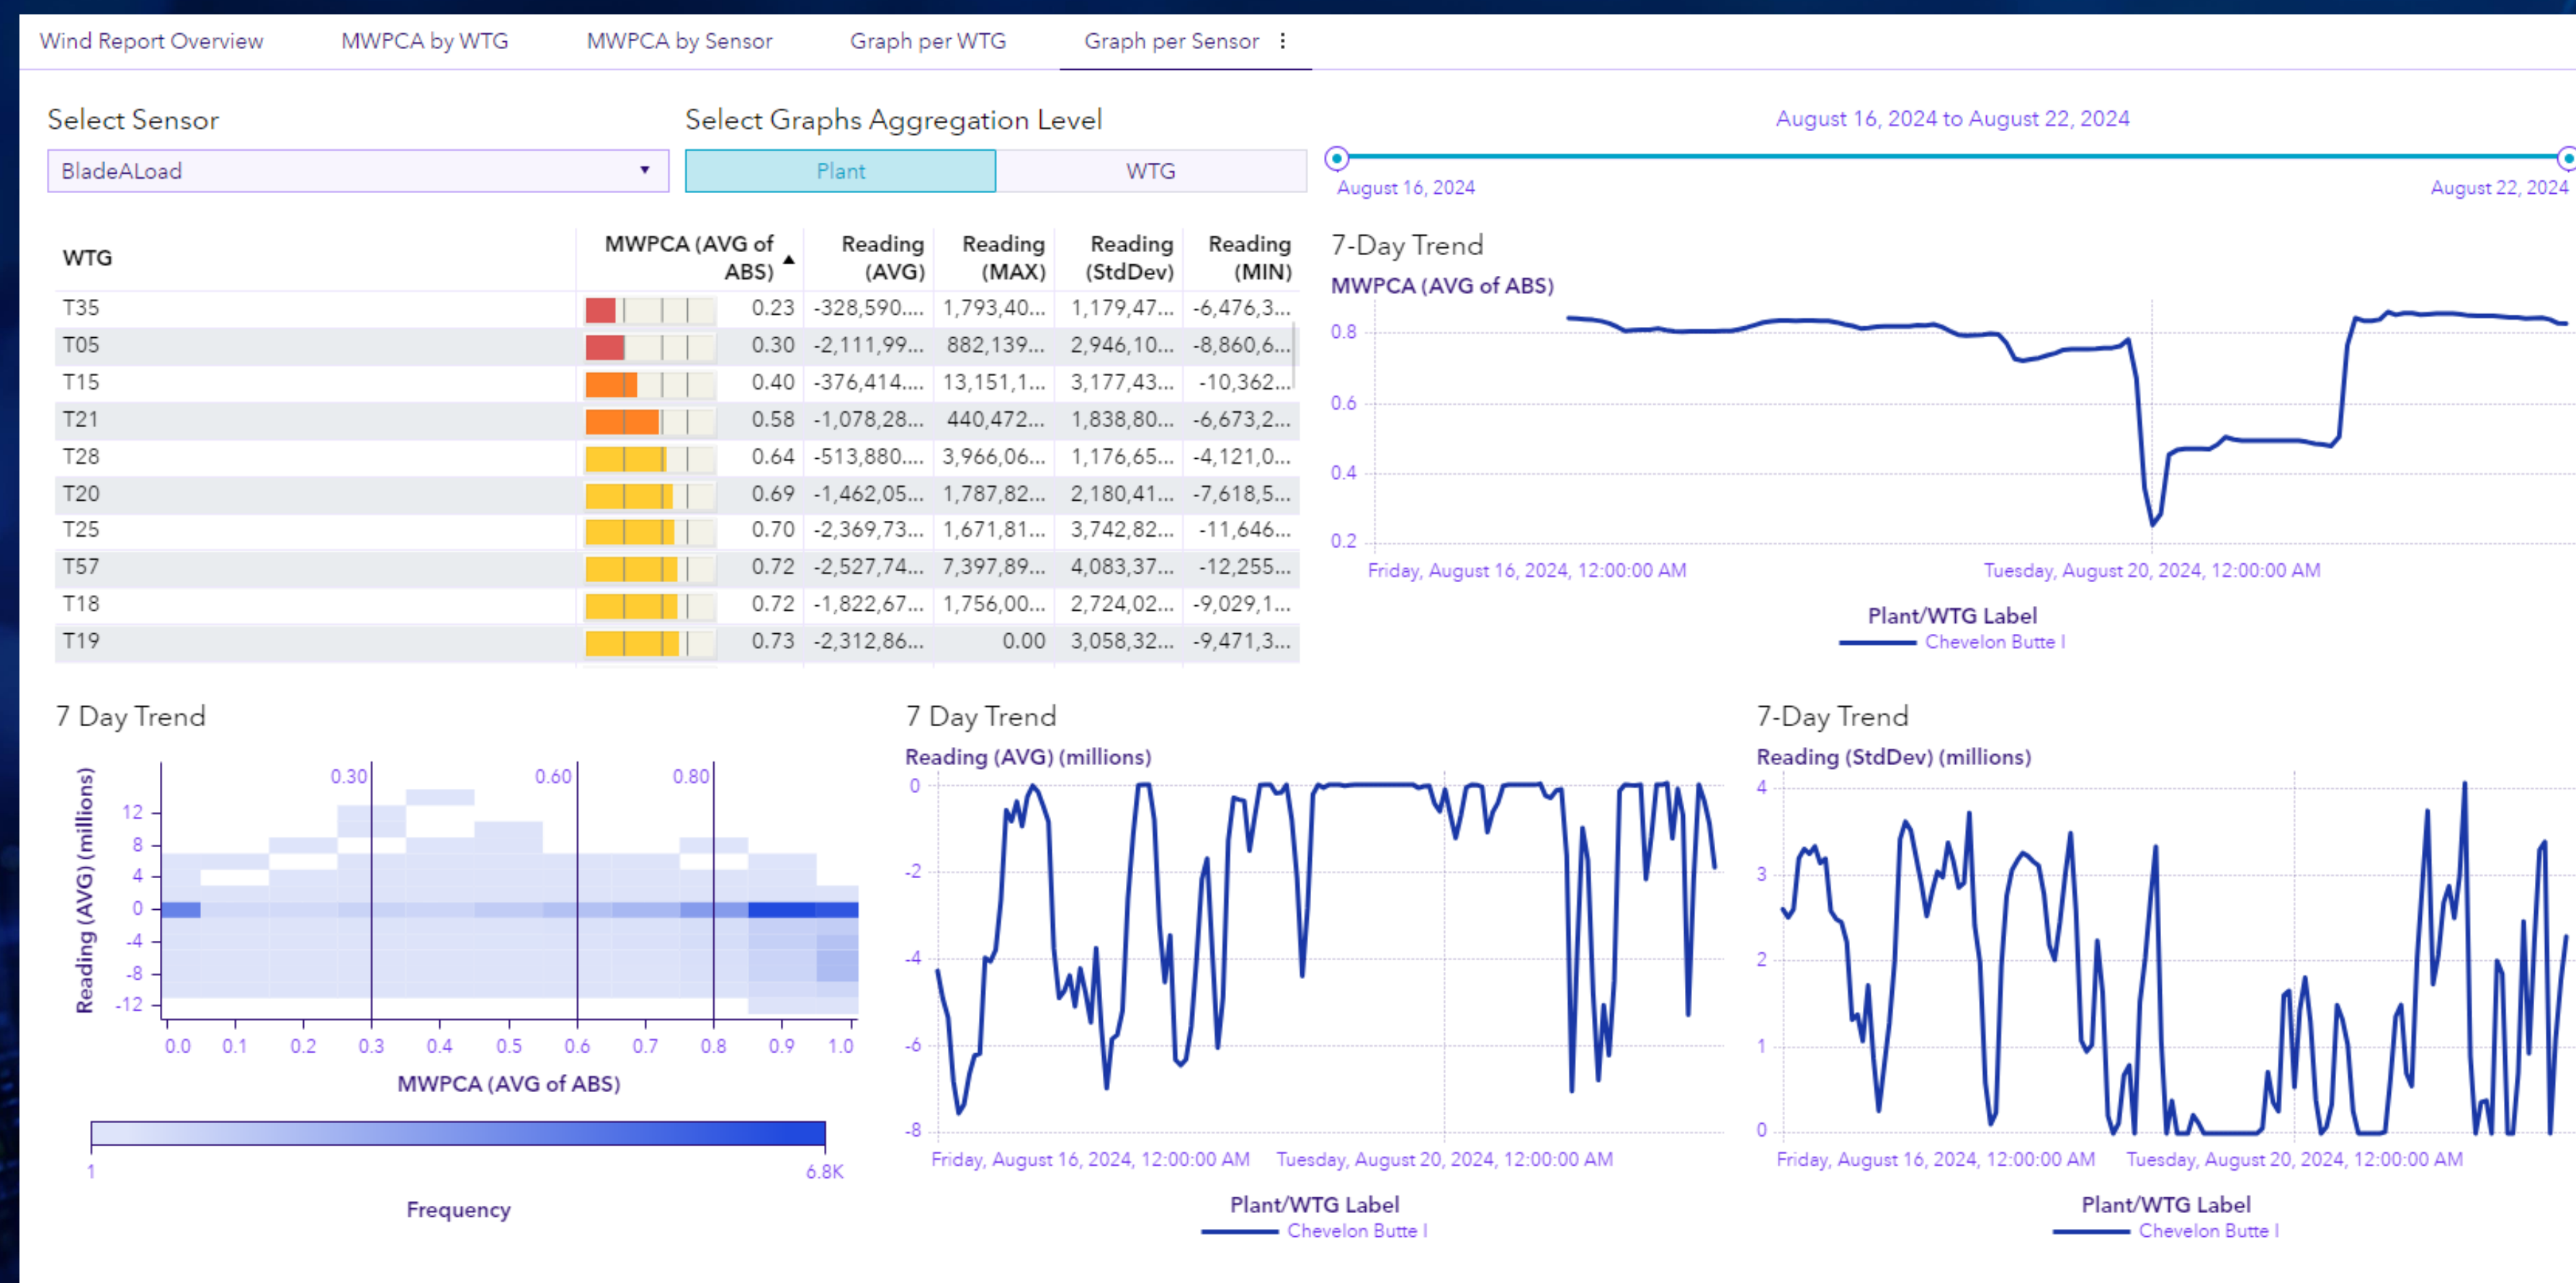 Wind Report Overview MWPCA by WTG MWPCA by Sensor Graph per WTG Graph per Sensor
Select Sensor
BladeALoad
Select Graphs Aggregation Level
Plant WTG
August 16, 2024 to August 22, 2024
August 16, 2024 August 22, 2024
WTG MWPCA (AVG of ABS) Reading (AVG) Reading (MAX) Reading (StdDev) Reading (MIN)
T35 0.23 -328,590.... 1,793,40... 1,179,47... -6,476,3...
T05 0.30 -2,111,99... 882,139... 2,946,10... -8,860,6...
T15 0.40 -376,414.... 13,151,1... 3,177,43... -10,362...
T21 0.58 -1,078,28... 440,472... 1,838,80... -6,673,2...
T28 0.64 -513,880.... 3,966,06... 1,176,65... -4,121,0...
T20 0.69 -1,462,05... 1,787,82... 2,180,41... -7,618,5...
T25 0.70 -2,369,73... 1,671,81... 3,742,82... -11,646...
T57 0.72 -2,527,74... 7,397,89... 4,083,37... -12,255...
T18 0.72 -1,822,67... 1,756,00... 2,724,02... -9,029,1...
T19 0.73 -2,312,86... 0.00 3,058,32... -9,471,3...
7-Day Trend
MWPCA (AVG of ABS)
0.8
0.6
0.4
0.2
Friday, August 16, 2024, 12:00:00 AM Tuesday, August 20, 2024, 12:00:00 AM
Plant/WTG Label
Chevelon Butte I
7 Day Trend
Reading (AVG) (millions)
0.30 0.60 0.80
12
8
4
0
-4
-8
-12
0.0 0.1 0.2 0.3 0.4 0.5 0.6 0.7 0.8 0.9 1.0
MWPCA (AVG of ABS)
1 6.8K
Frequency
7 Day Trend
Reading (AVG) (millions)
0
-2
-4
-6
-8
Friday, August 16, 2024, 12:00:00 AM Tuesday, August 20, 2024, 12:00:00 AM
Plant/WTG Label
Chevelon Butte I
7-Day Trend
Reading (StdDev) (millions)
4
3
2
1
0
Friday, August 16, 2024, 12:00:00 AM Tuesday, August 20, 2024, 12:00:00 AM
Plant/WTG Label
Chevelon Butte I